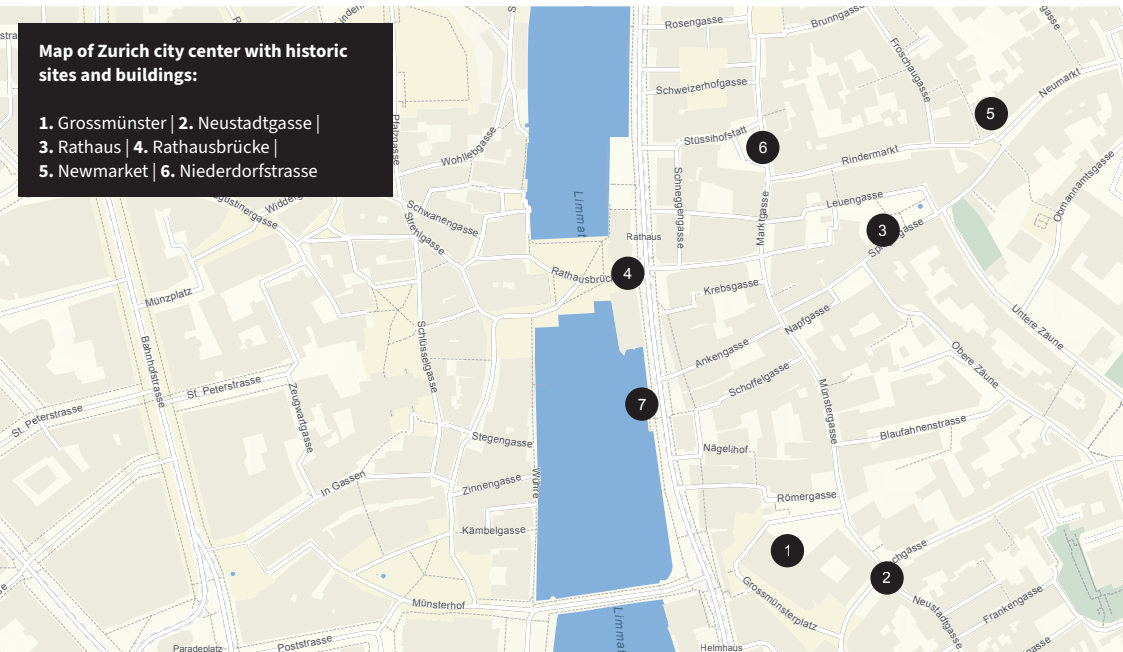 Map of Zurich city center with historic
sites and buildings:
1. Grossmünster | 2. Neustadtgasse |
3. Rathaus | 4. Rathausbrücke |
5. Newmarket | 6. Niederdorfstrasse
Rosengasse
Brunngasse
Froschaugasse
Neumarkt
Schweizerhofgasse
5
Pfalzgasse
Wohllebgasse
Stüssihofstatt
6
Rindermarkt
Obmannamtsgasse
Schneggengasse
Marktgasse
Leuengasse
Schwanengasse
Strehlgasse
Limmat
Rathaus
3
4
Krebsgasse
Münzplatz
Napfgasse
Untere Zäune
Bahnhofstrasse
Schlüsselgasse
Ankengasse
Obere Zäune
Schoffelgasse
St. Peterstrasse
St. Peterstrasse
Zeugwartgasse
7
Münstergasse
Blaufahnenstrasse
Stegengasse
Nägelihof
In Gassen
Zinnengasse
Wühre
Römergasse
Kämbelgasse
1
2
Grossmünsterplatz
Neustadtgasse
Frankengasse
Münsterhof
Limmat
Paradeplatz
Poststrasse
Helmhaus